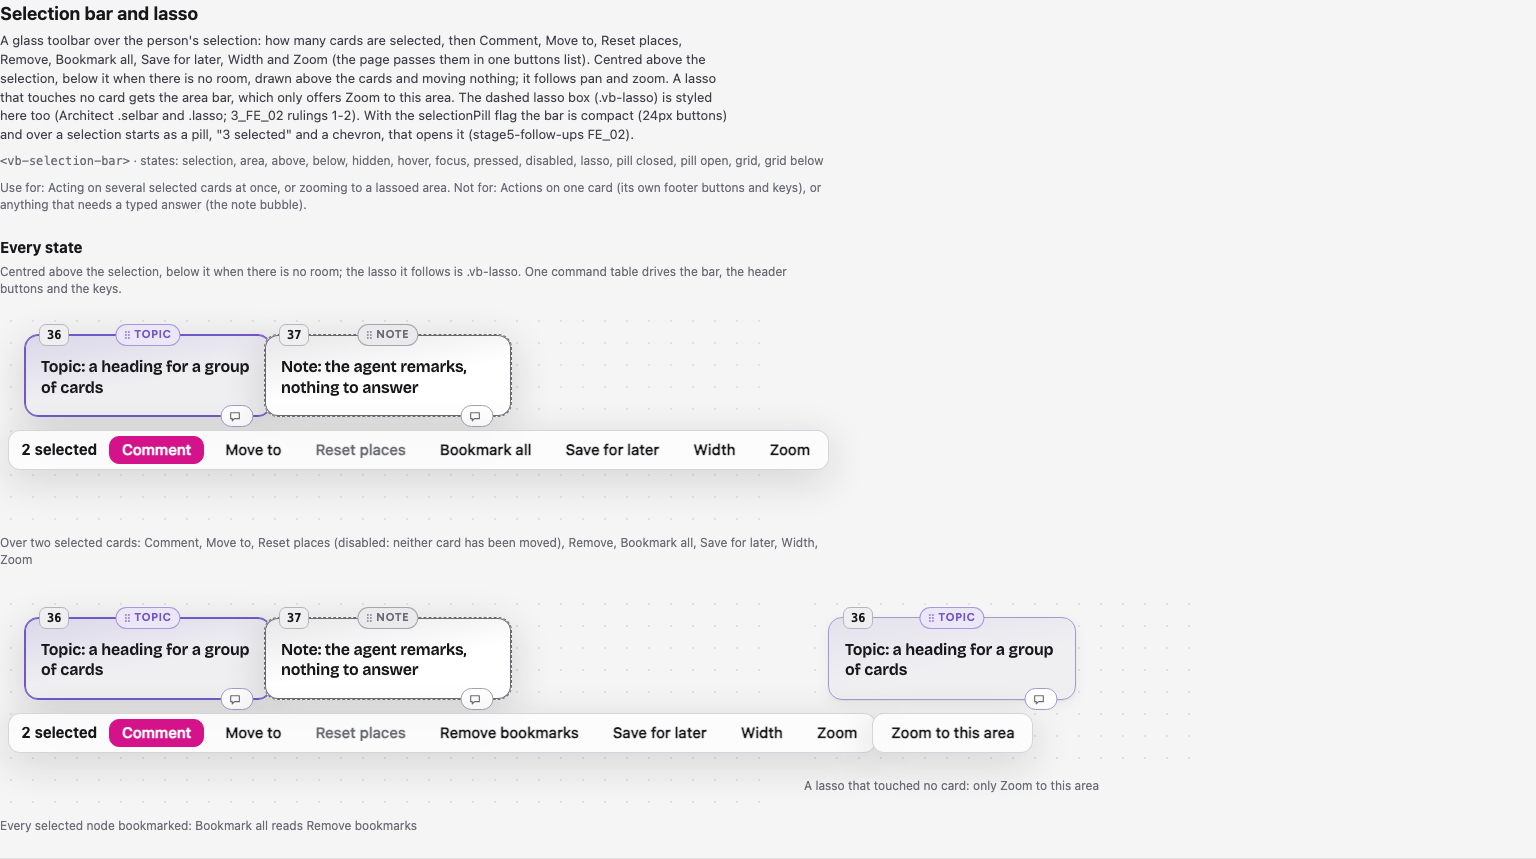 Selection bar and lasso
A glass toolbar over the person's selection: how many cards are selected, then Comment, Move to, Reset places,
Remove, Bookmark all, Save for later, Width and Zoom (the page passes them in one buttons list). Centred above the
selection, below it when there is no room, drawn above the cards and moving nothing; it follows pan and zoom. A lasso
that touches no card gets the area bar, which only offers Zoom to this area. The dashed lasso box (.vb-lasso) is styled
here too (Architect .selbar and .lasso; 3_FE_02 rulings 1-2). With the selectionPill flag the bar is compact (24px buttons)
and over a selection starts as a pill, "3 selected" and a chevron, that opens it (stage5-follow-ups FE_02).
<vb-selection-bar> · states: selection, area, above, below, hidden, hover, focus, pressed, disabled, lasso, pill closed, pill open, grid, grid below
Use for: Acting on several selected cards at once, or zooming to a lassoed area. Not for: Actions on one card (its own footer buttons and keys), or
anything that needs a typed answer (the note bubble).
Every state
Centred above the selection, below it when there is no room; the lasso it follows is .vb-lasso. One command table drives the bar, the header
buttons and the keys.
36 TOPIC 37 NOTE
Topic: a heading for a group
of cards
Note: the agent remarks,
nothing to answer
2 selected Comment Move to Reset places Bookmark all Save for later Width Zoom
Over two selected cards: Comment, Move to, Reset places (disabled: neither card has been moved), Remove, Bookmark all, Save for later, Width,
Zoom
36 TOPIC 37 NOTE 36 TOPIC
Topic: a heading for a group
of cards
Note: the agent remarks,
nothing to answer
Topic: a heading for a group
of cards
2 selected Comment Move to Reset places Remove bookmarks Save for later Width Zoom Zoom to this area
A lasso that touched no card: only Zoom to this area
Every selected node bookmarked: Bookmark all reads Remove bookmarks